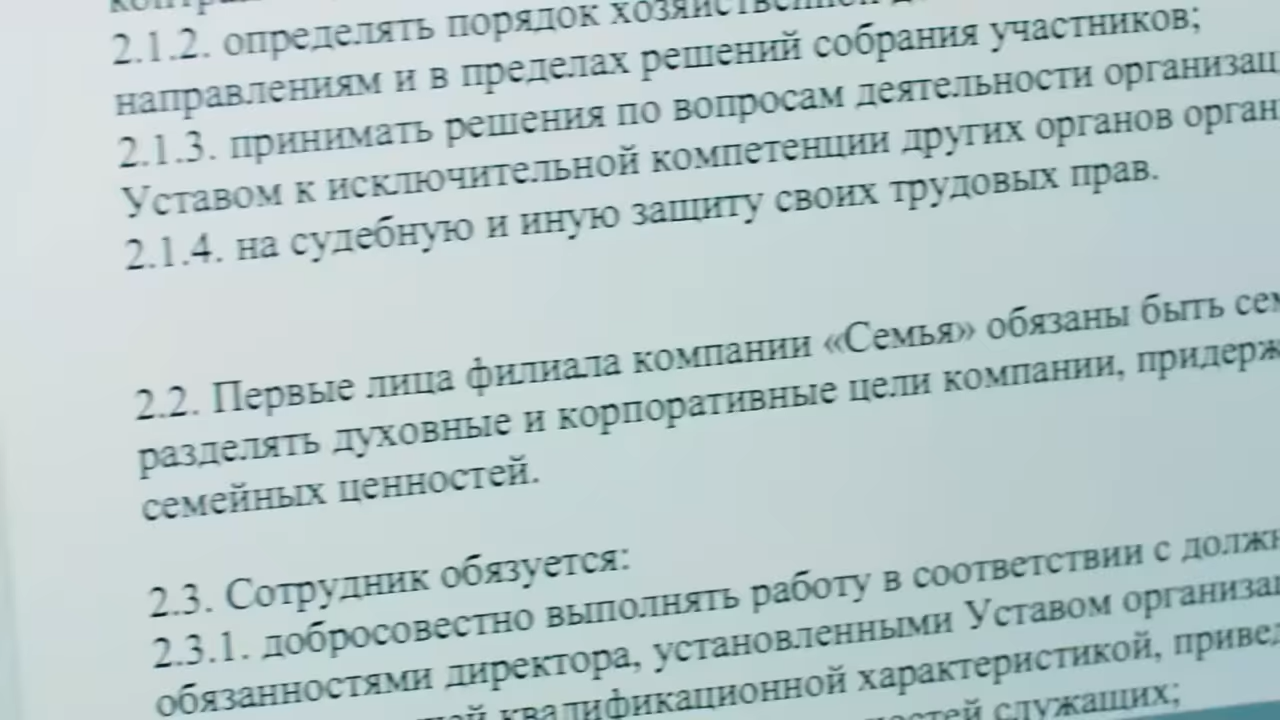 2.1.2. определять порядок хозяйственной
направлениям и в пределах решений собрания участников;
2.1.3. принимать решения по вопросам деятельности организац
Уставом к исключительной компетенции других органов орган
2.1.4. на судебную и иную защиту своих трудовых прав.
2.2. Первые лица филиала компании «Семья» обязаны быть сем
разделять духовные и корпоративные цели компании, придерж
семейных ценностей.
2.3. Сотрудник обязуется:
2.3.1. добросовестно выполнять работу в соответствии с должн
обязанностями директора, установленными Уставом организа
квалификационной характеристикой, привед
служащих;